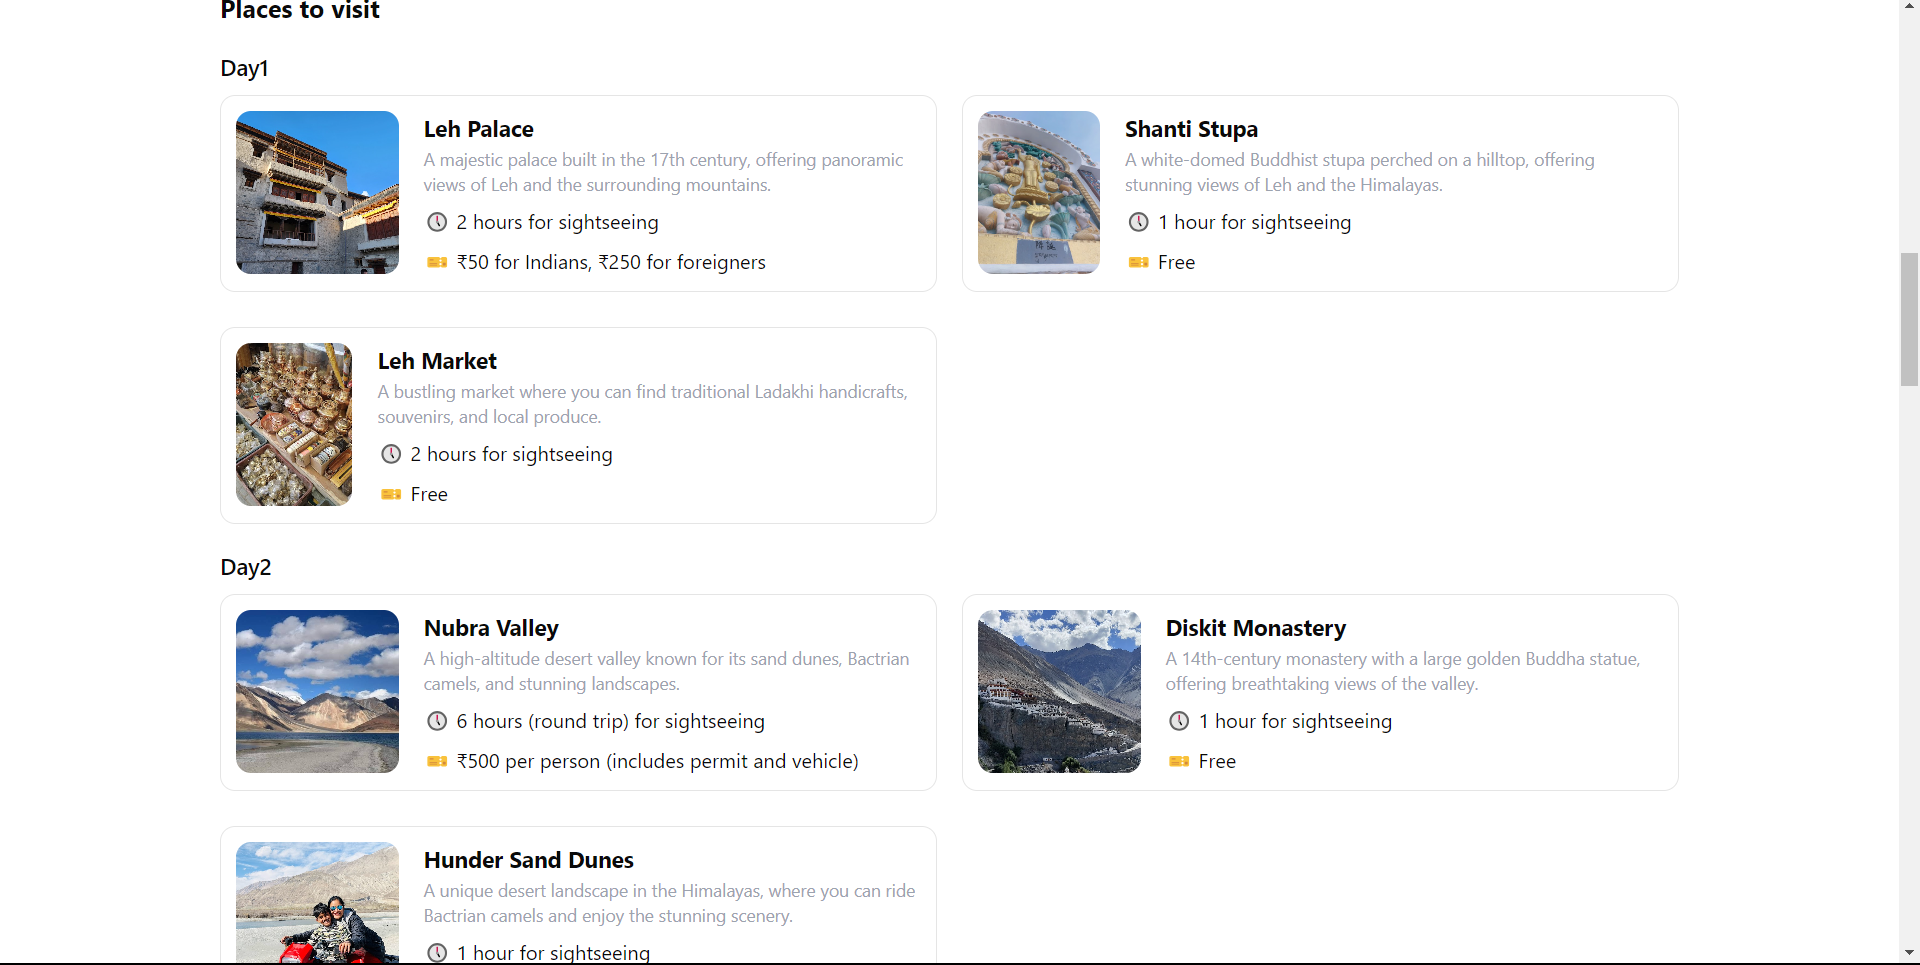 Places to visit
Day1
Leh Palace
A majestic palace built in the 17th century, offering panoramic
views of Leh and the surrounding mountains.
2 hours for sightseeing
₹50 for Indians, ₹250 for foreigners
Shanti Stupa
A white-domed Buddhist stupa perched on a hilltop, offering
stunning views of Leh and the Himalayas.
1 hour for sightseeing
Free
Leh Market
A bustling market where you can find traditional Ladakhi handicrafts,
souvenirs, and local produce.
2 hours for sightseeing
Free
Day2
Nubra Valley
A high-altitude desert valley known for its sand dunes, Bactrian
camels, and stunning landscapes.
6 hours (round trip) for sightseeing
₹500 per person (includes permit and vehicle)
Diskit Monastery
A 14th-century monastery with a large golden Buddha statue,
offering breathtaking views of the valley.
1 hour for sightseeing
Free
Hunder Sand Dunes
A unique desert landscape in the Himalayas, where you can ride
Bactrian camels and enjoy the stunning scenery.
1 hour for sightseeing